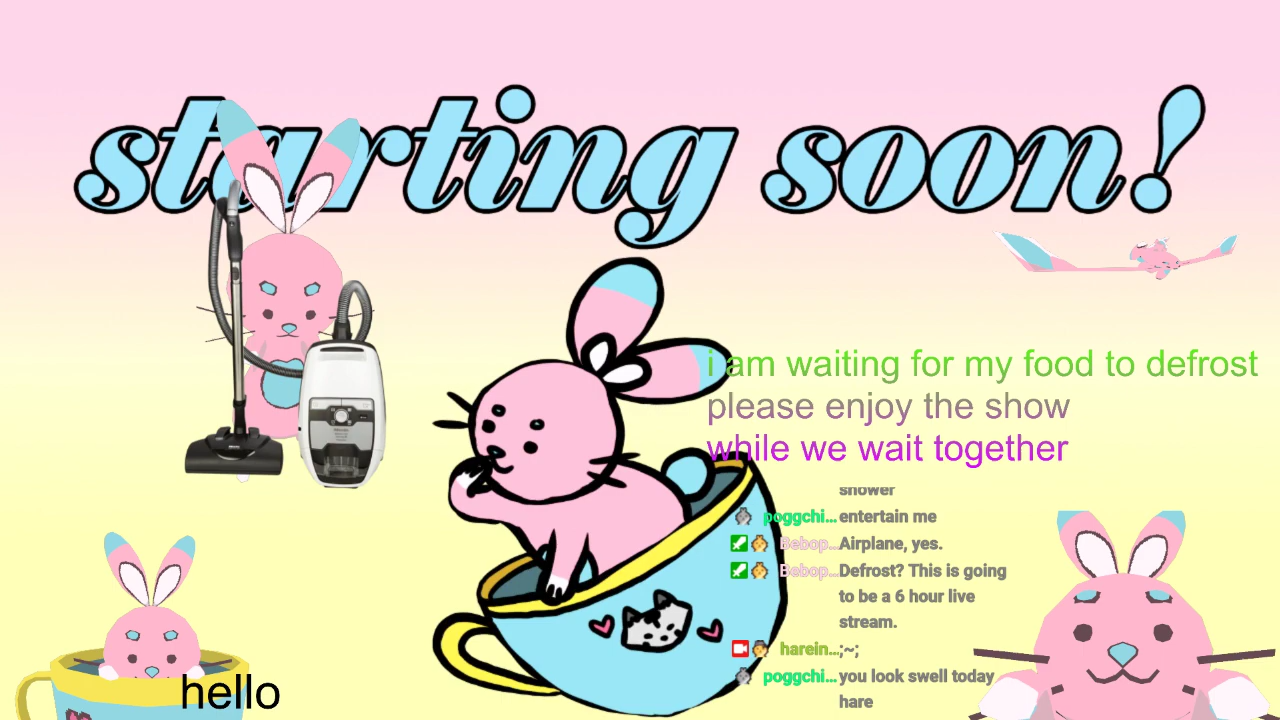 starting soon!
i am waiting for my food to defrost
please enjoy the show
while we wait together
shower
poggchi... entertain me
Bebop... Airplane, yes.
Bebop... Defrost? This is going
to be a 6 hour live
stream.
harein... ;~;
poggchi... you look swell today
hare
hello